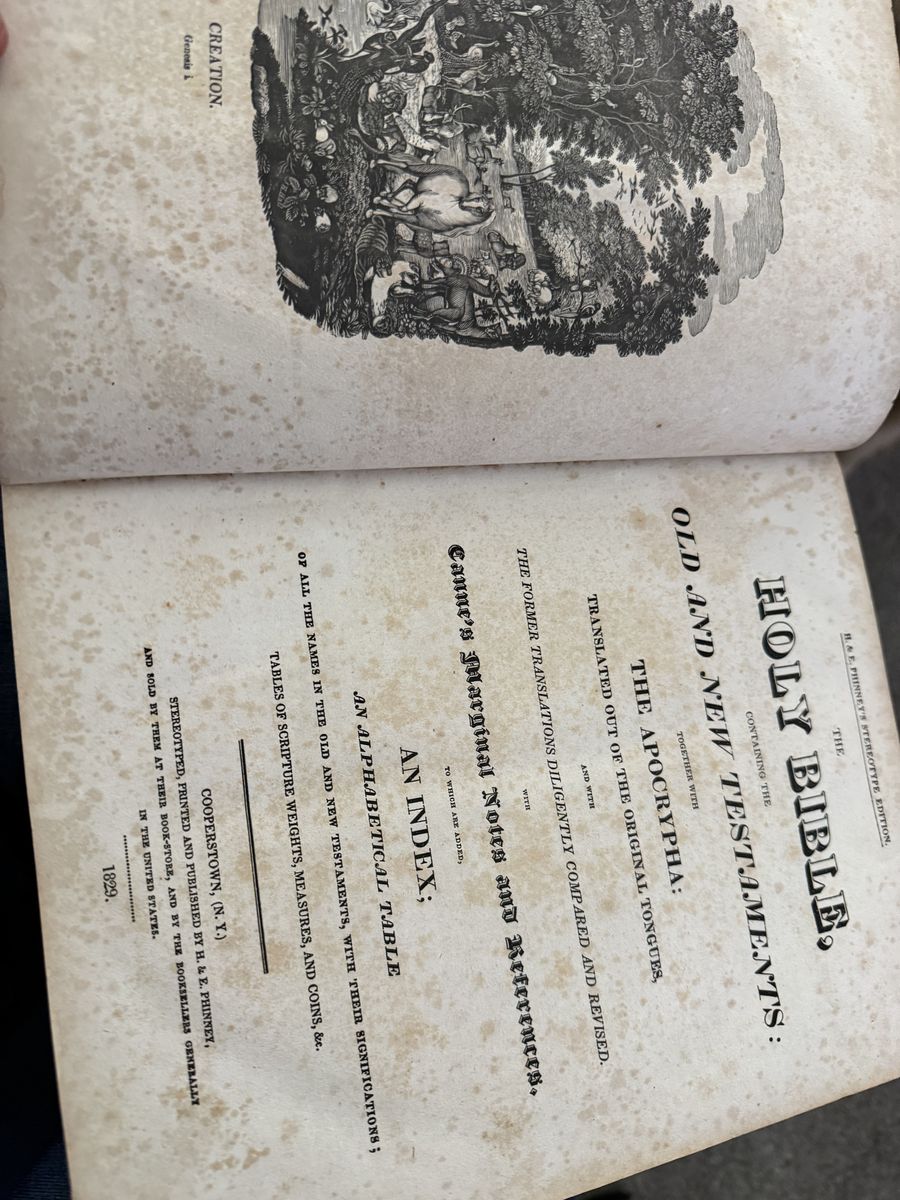 CREATION.
Genesis i.
H. & E. PHINNEY'S STEREOTYPE EDITION.
THE
HOLY BIBLE,
CONTAINING THE
OLD AND NEW TESTAMENTS:
TOGETHER WITH
THE APOCRYPHA:
TRANSLATED OUT OF THE ORIGINAL TONGUES,
AND WITH
THE FORMER TRANSLATIONS DILIGENTLY COMPARED AND REVISED.
WITH
Canne's Marginal Notes and References.
TO WHICH ARE ADDED,
AN INDEX;
AN ALPHABETICAL TABLE
OF ALL THE NAMES IN THE OLD AND NEW TESTAMENTS, WITH THEIR SIGNIFICATIONS;
TABLES OF SCRIPTURE WEIGHTS, MEASURES, AND COINS, &c.
COOPERSTOWN, (N. Y.)
STEREOTYPED, PRINTED AND PUBLISHED BY H. & E. PHINNEY,
AND SOLD BY THEM AT THEIR BOOK-STORE, AND BY THE BOOKSELLERS GENERALLY
IN THE UNITED STATES.
1829.